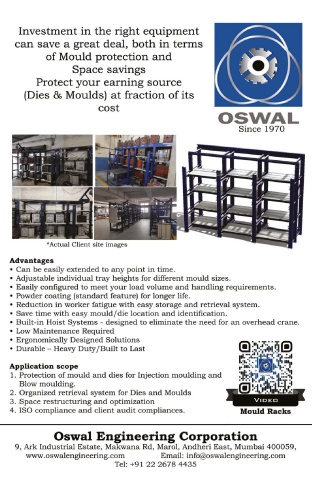 Investment in the right equipment
can save a great deal, both in terms
of Mould protection and
Space savings
Protect your earning source
(Dies & Moulds) at fraction of its
cost
OSWAL
Since 1970
*Actual Client site images
Advantages
• Can be easily extended to any point in time.
• Adjustable individual tray heights for different mould sizes.
• Easily configured to meet your load volume and handling requirements.
• Powder coating (standard feature) for longer life.
• Reduction in worker fatigue with easy storage and retrieval system.
• Save time with easy mould/die location and identification.
• Built-in Hoist Systems - designed to eliminate the need for an overhead crane.
• Low Maintenance Required
• Ergonomically Designed Solutions
• Durable – Heavy Duty/Built to Last
Application scope
1. Protection of mould and dies for Injection moulding and
Blow moulding.
2. Organized retrieval system for Dies and Moulds
3. Space restructuring and optimization
4. ISO compliance and client audit compliances.
VIDEO
Mould Racks
Oswal Engineering Corporation
9, Ark Industrial Estate, Makwana Rd, Marol, Andheri East, Mumbai 400059,
www.oswalengineering.com Email: info@oswalengineering.com
Tel: +91 22 2678 4435